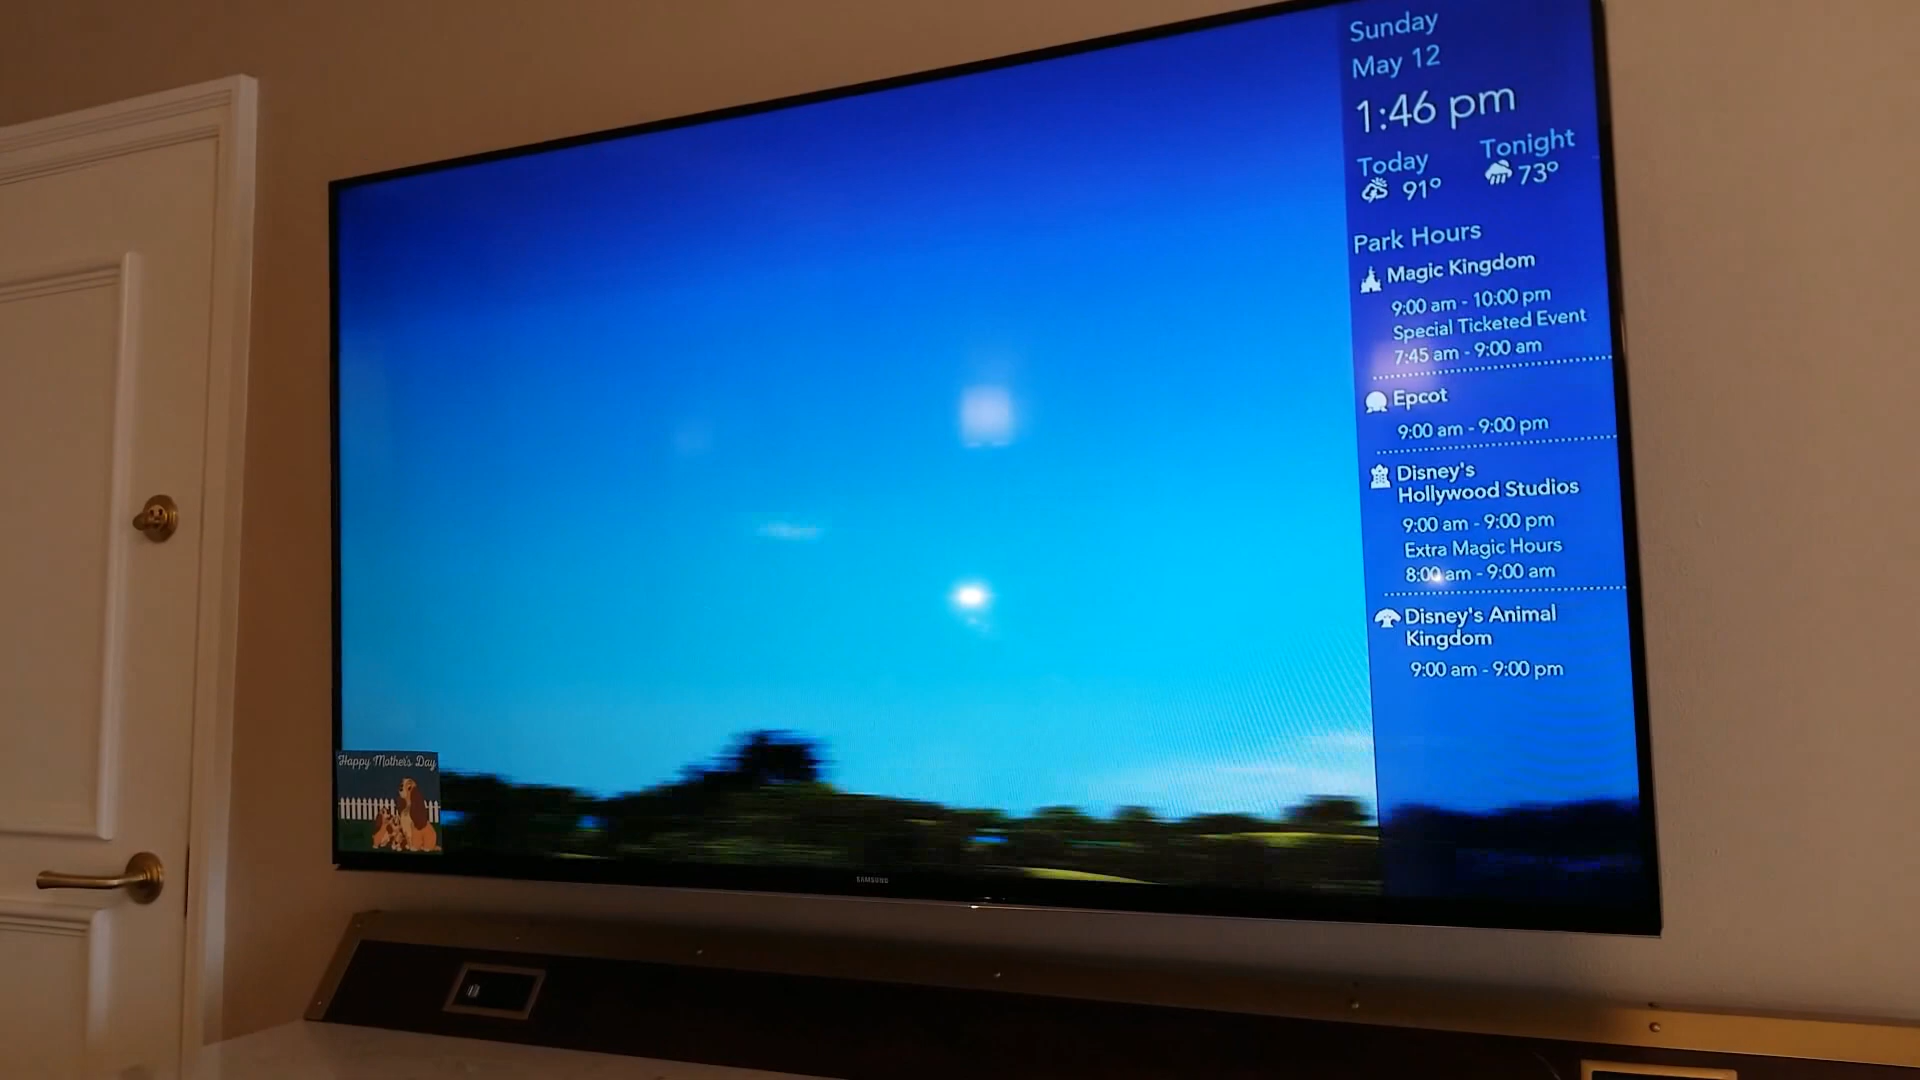 Sunday
May 12
1:46 pm
Today
91°
Tonight
73°
Park Hours
Magic Kingdom
9:00 am - 10:00 pm
Special Ticketed Event
7:45 am - 9:00 am
Epcot
9:00 am - 9:00 pm
Disney's
Hollywood Studios
9:00 am - 9:00 pm
Extra Magic Hours
8:00 am - 9:00 am
Disney's Animal
Kingdom
9:00 am - 9:00 pm
Happy Mother's Day
SAMSUNG